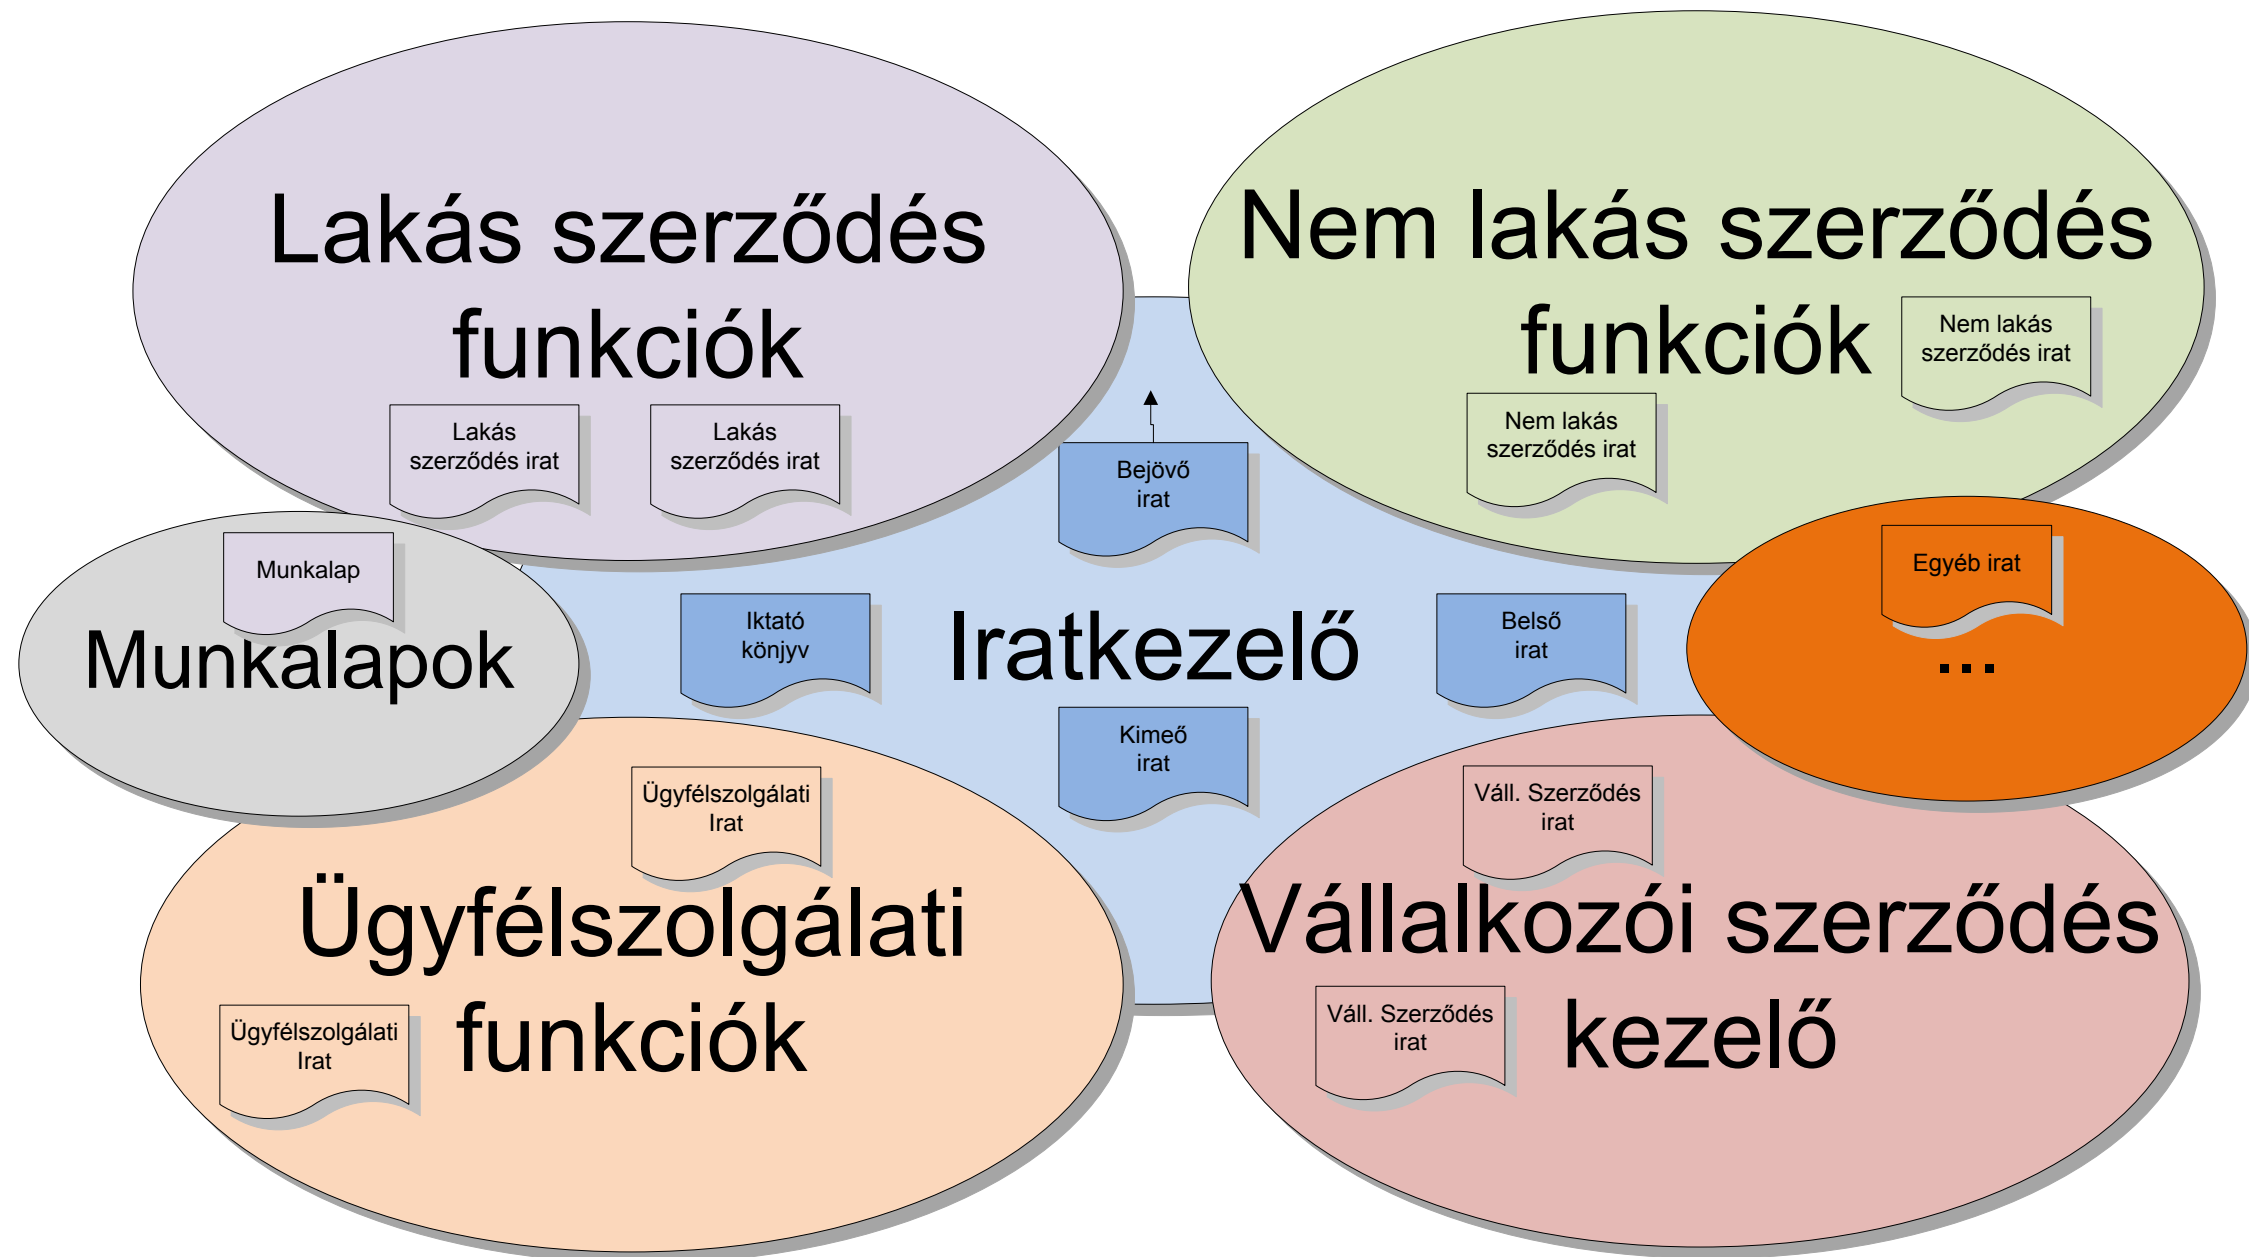 Lakás szerződés
funkciók
Lakás
szerződés irat
Lakás
szerződés irat
Nem lakás szerződés
funkciók
Nem lakás
szerződés irat
Nem lakás
szerződés irat
Bejövő
irat
Munkalap
Munkalapok
Iktató
könjyv
Iratkezelő
Belső
irat
Egyéb irat
...
Kimeő
irat
Ügyfélszolgálati
Irat
Ügyfélszolgálati
funkciók
Ügyfélszolgálati
Irat
Váll. Szerződés
irat
Vállalkozói szerződés
kezelő
Váll. Szerződés
irat